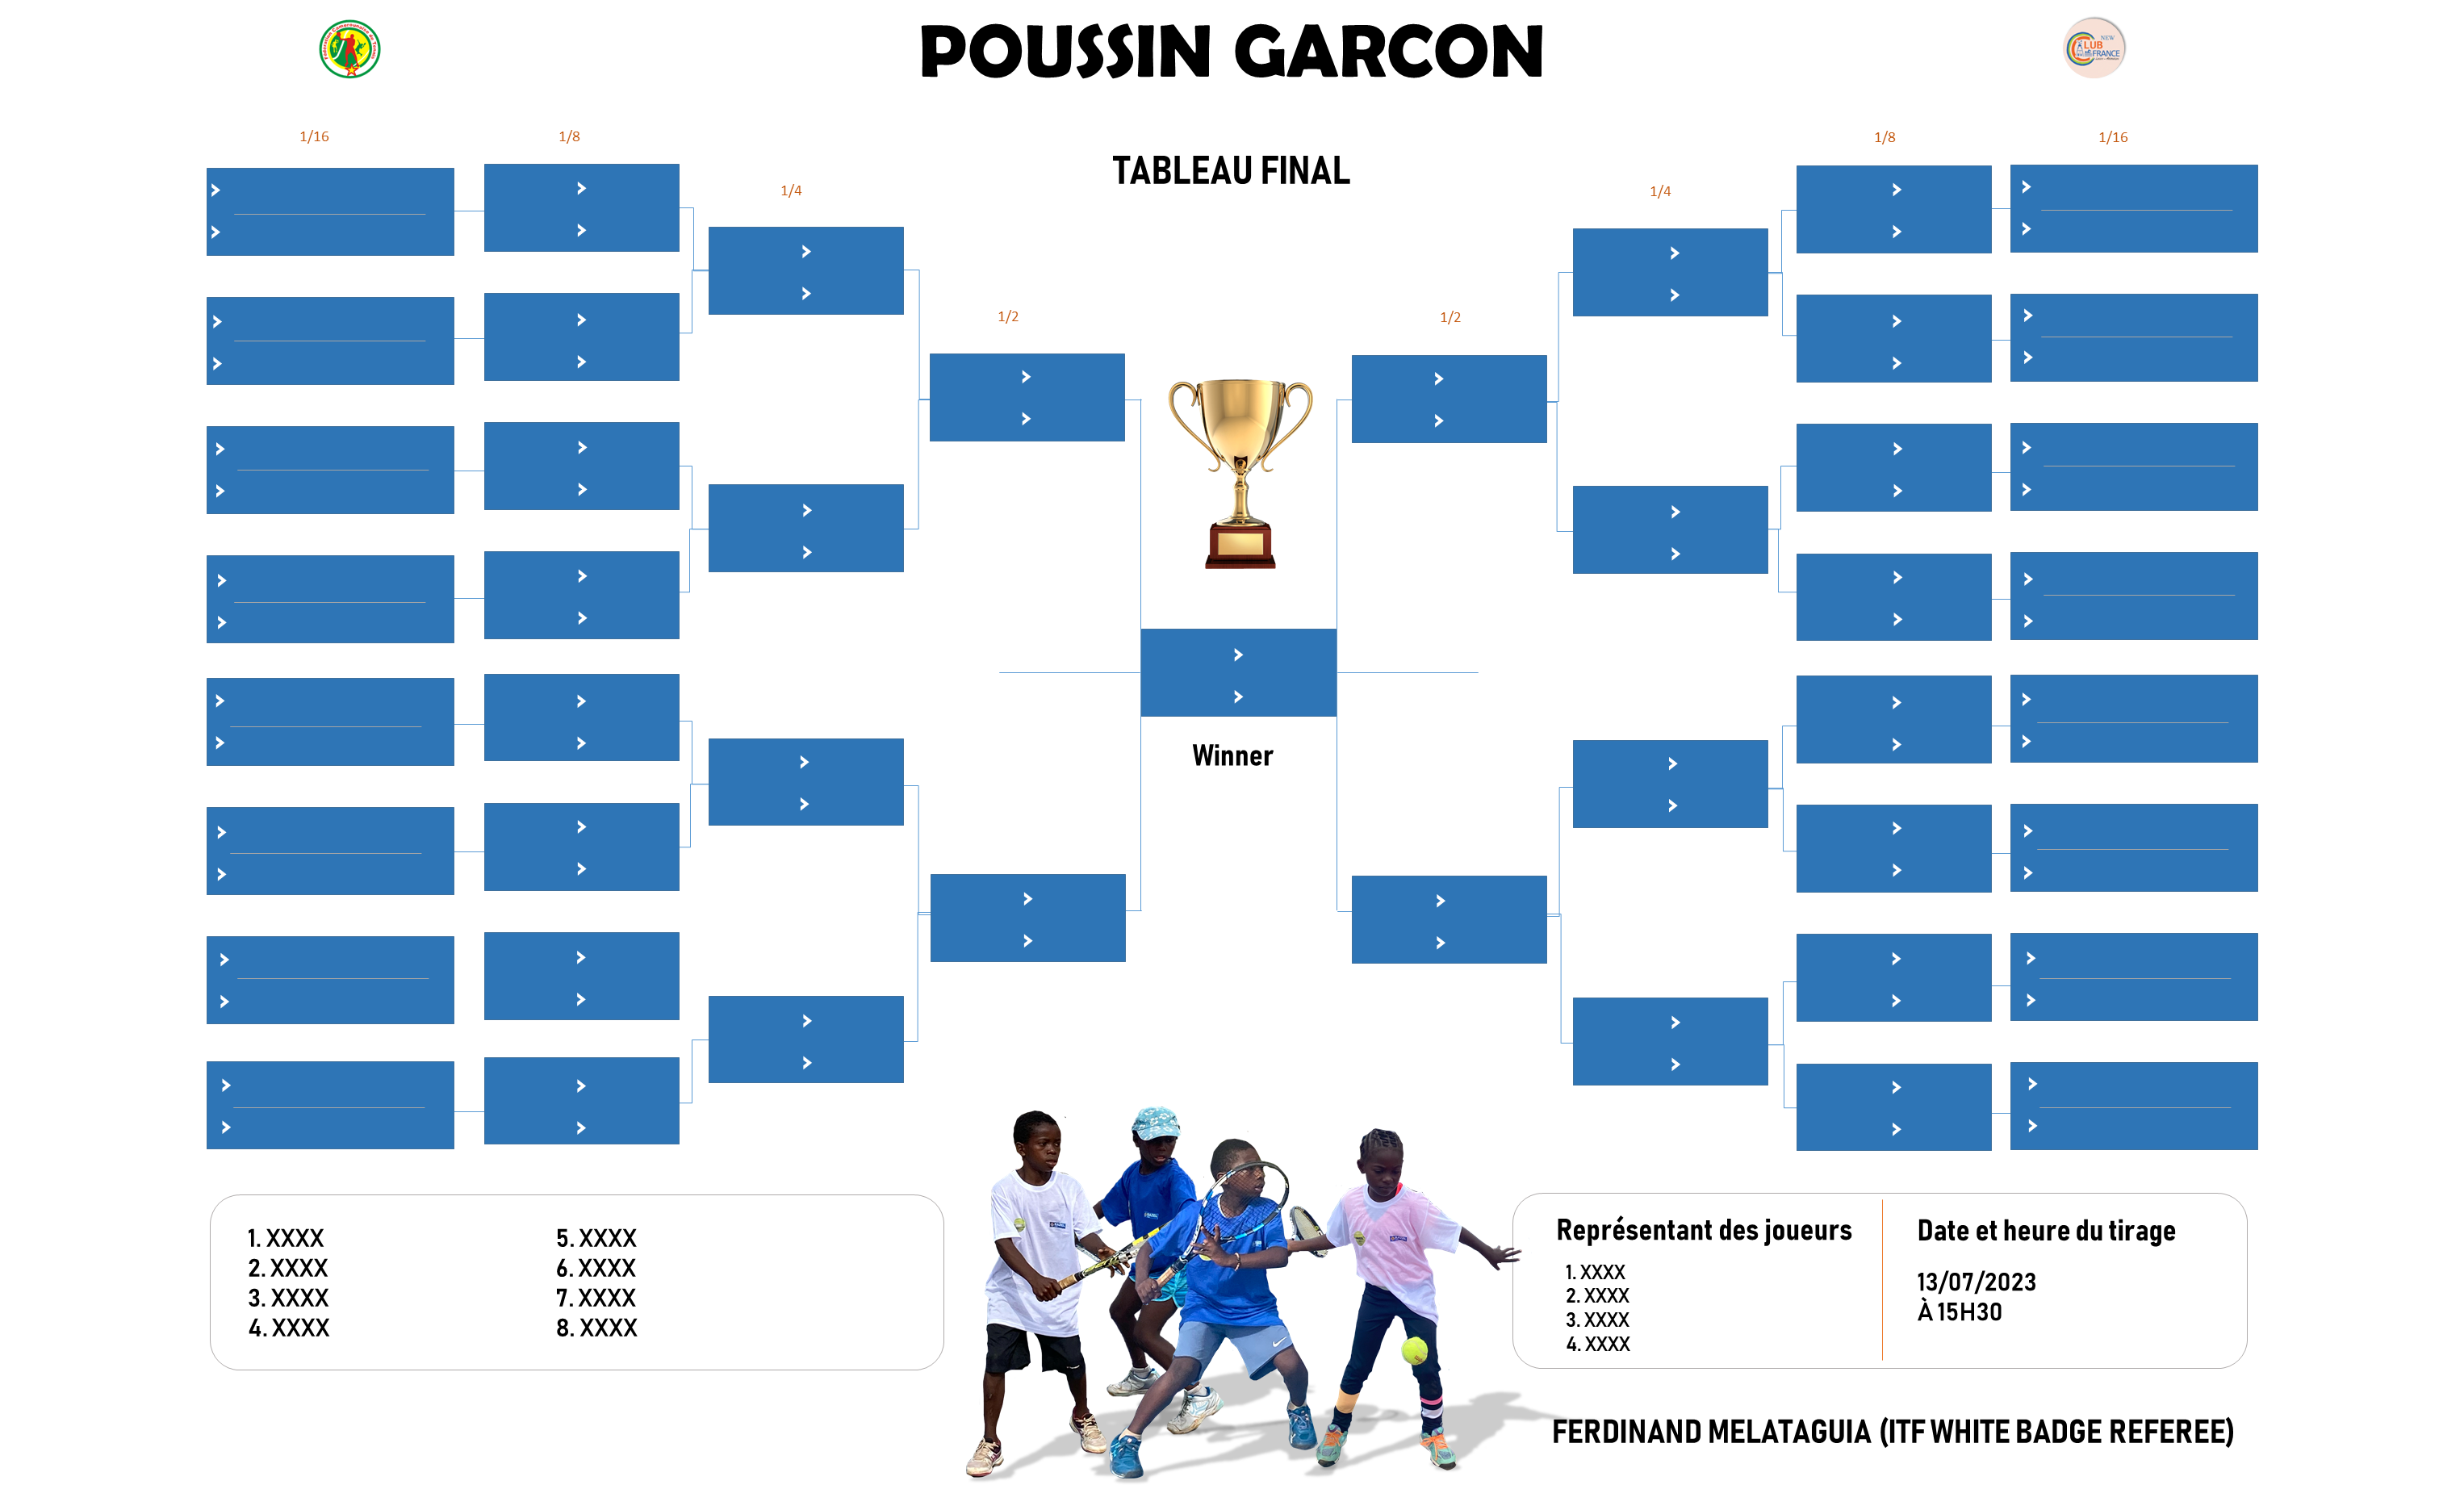 POUSSIN GARCON
NEW
CLUB
FRANCE
1/16
1/8
1/8
1/16
TABLEAU FINAL
1/4
1/4
1/2
1/2
Winner
1. XXXX
2. XXXX
3. XXXX
4. XXXX
5. XXXX
6. XXXX
7. XXXX
8. XXXX
Représentant des joueurs
1. XXXX
2. XXXX
3. XXXX
4. XXXX
Date et heure du tirage
13/07/2023
À 15H30
FERDINAND MELATAGUIA (ITF WHITE BADGE REFEREE)